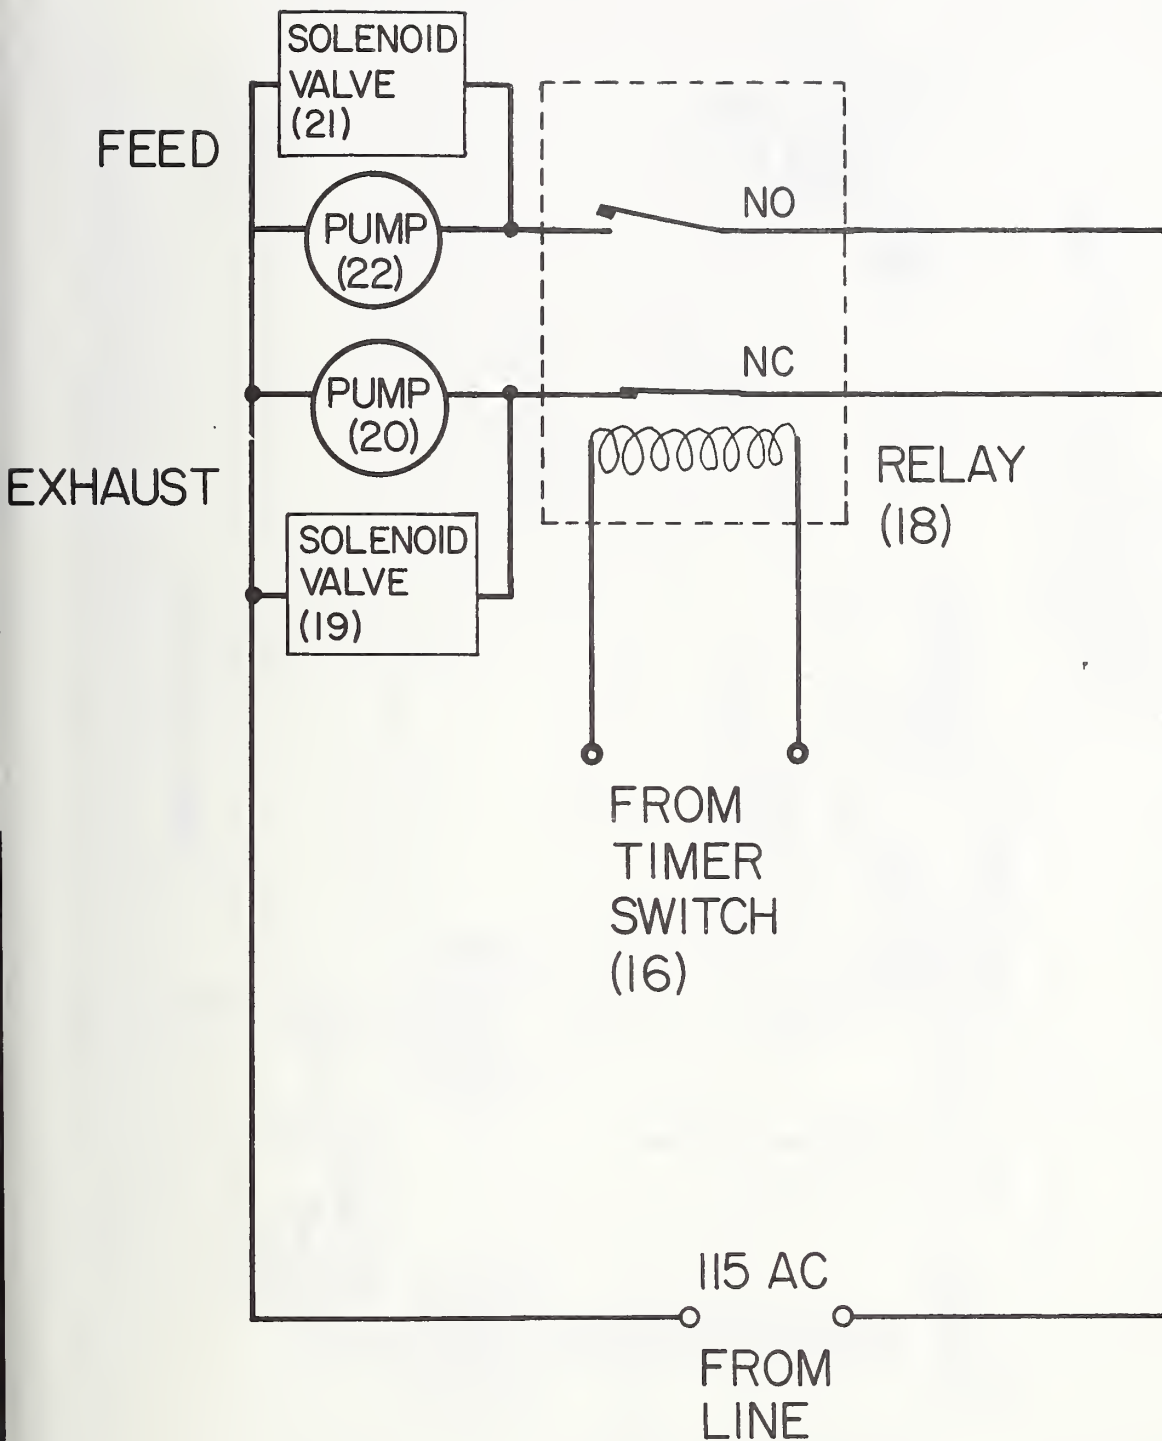 SOLENOID
VALVE
(21)
FEED
PUMP
(22)
NO
PUMP
(20)
NC
EXHAUST
RELAY
(18)
SOLENOID
VALVE
(19)
FROM
TIMER
SWITCH
(16)
115 AC
FROM
LINE